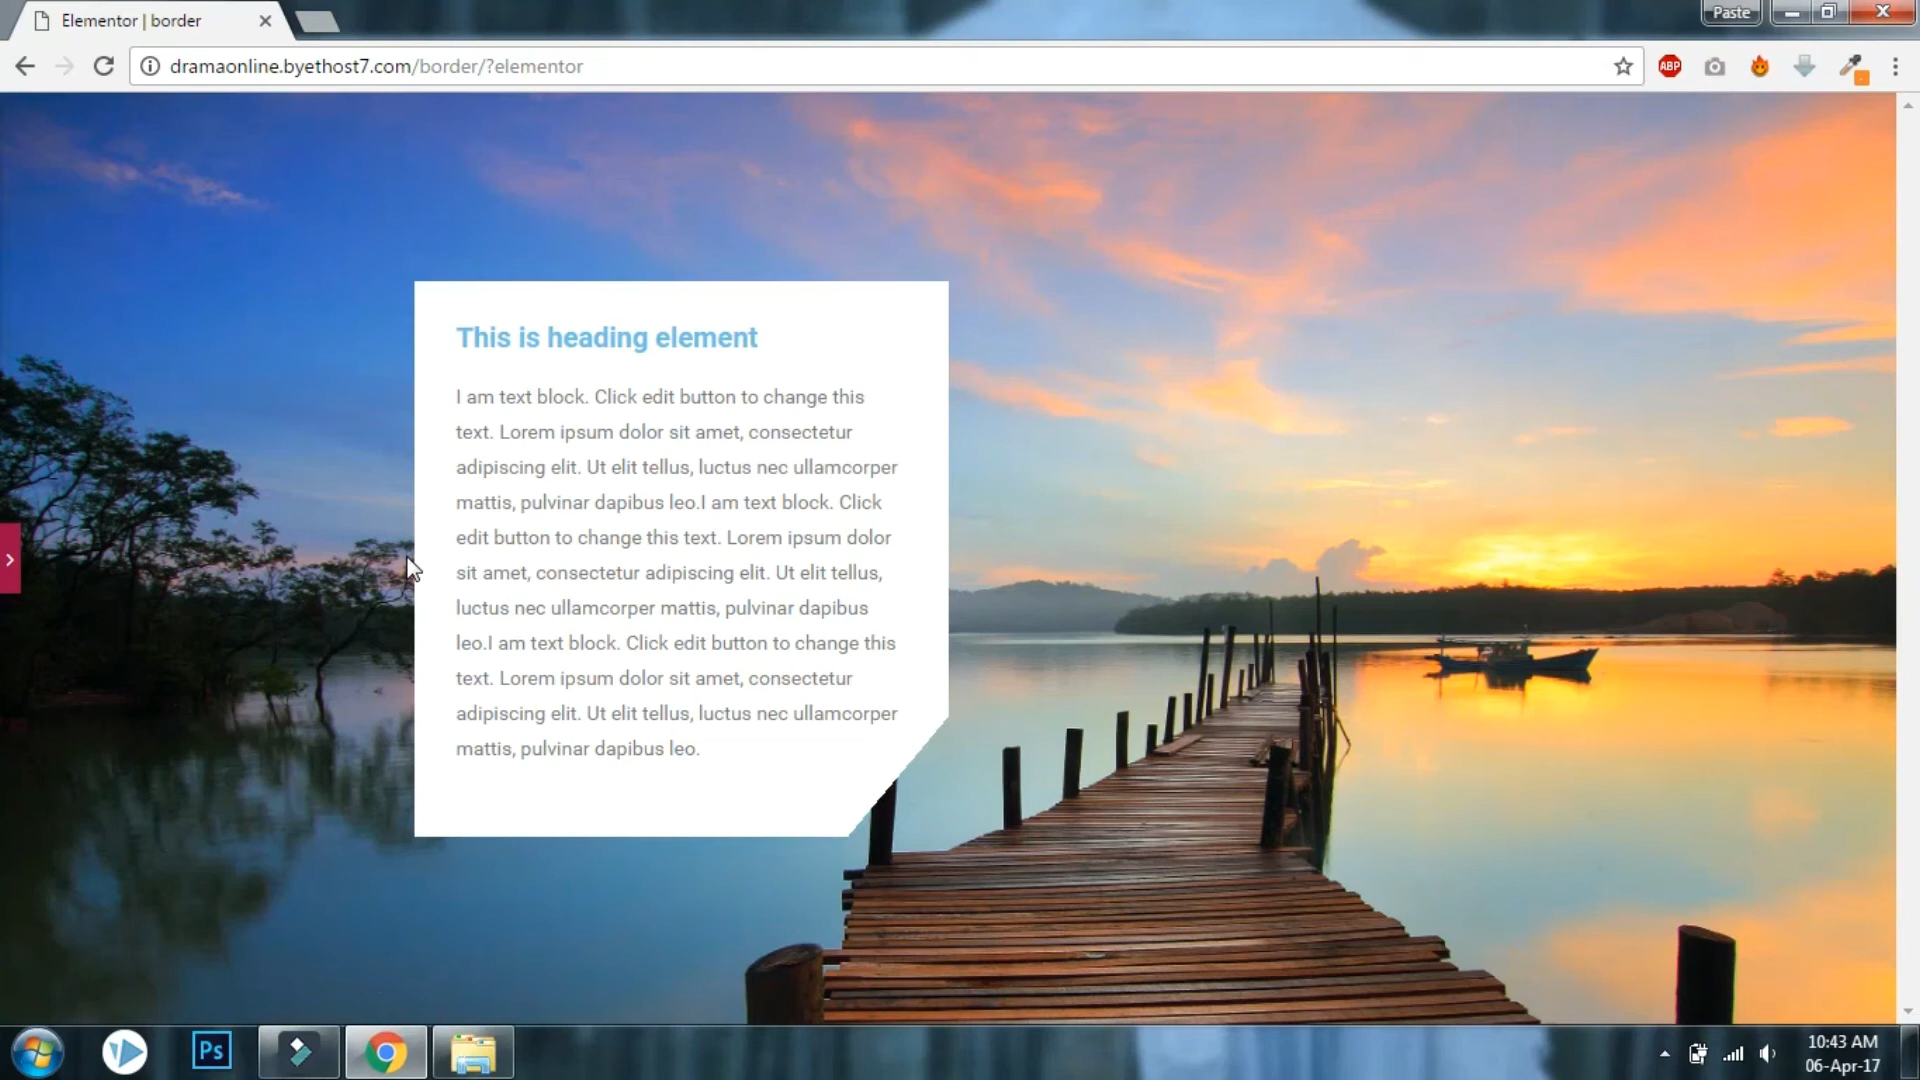 Elementor | border
Paste
dramaonline.byethost7.com/border/?elementor
ABP
This is heading element
I am text block. Click edit button to change this
text. Lorem ipsum dolor sit amet, consectetur
adipiscing elit. Ut elit tellus, luctus nec ullamcorper
mattis, pulvinar dapibus leo.I am text block. Click
edit button to change this text. Lorem ipsum dolor
sit amet, consectetur adipiscing elit. Ut elit tellus,
luctus nec ullamcorper mattis, pulvinar dapibus
leo.I am text block. Click edit button to change this
text. Lorem ipsum dolor sit amet, consectetur
adipiscing elit. Ut elit tellus, luctus nec ullamcorper
mattis, pulvinar dapibus leo.
Ps
10:43 AM
06-Apr-17